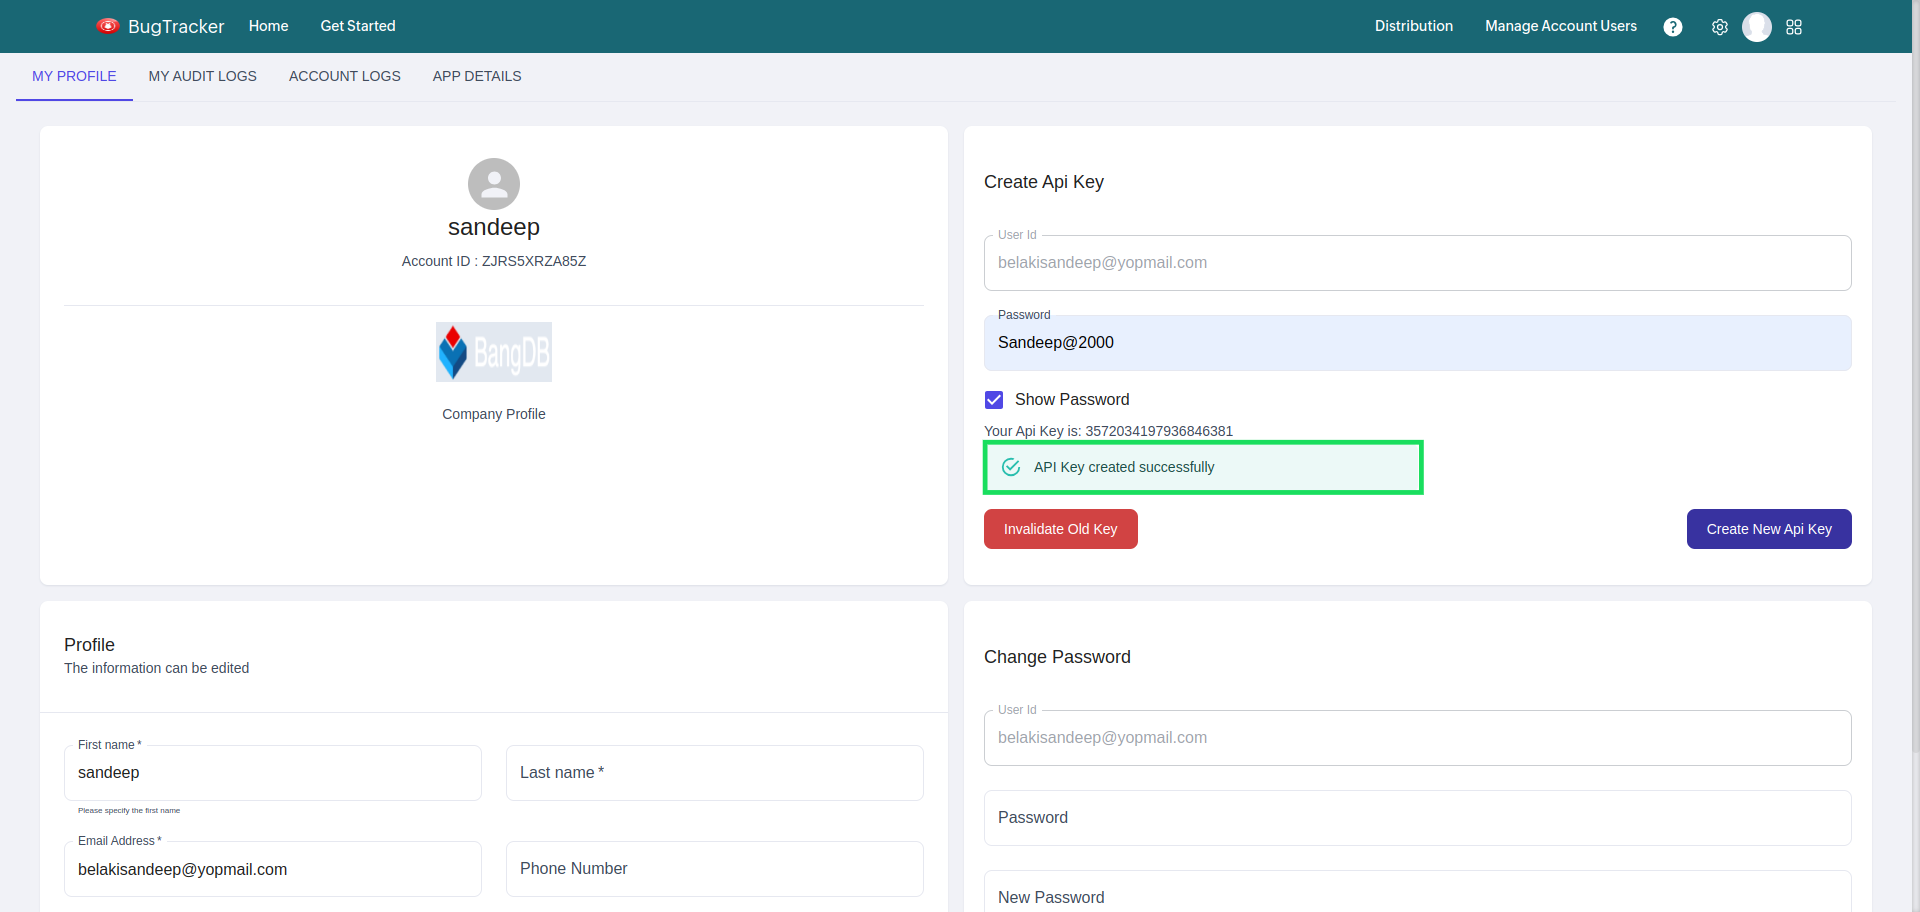 BugTracker Home Get Started Distribution Manage Account Users ?
MY PROFILE MY AUDIT LOGS ACCOUNT LOGS APP DETAILS
sandeep
Account ID : ZJRS5XRZA85Z
BangDB
Company Profile
Create Api Key
User Id
belakisandeep@yopmail.com
Password
Sandeep@2000
Show Password
Your Api Key is: 3572034197936846381
API Key created successfully
Invalidate Old Key Create New Api Key
Profile
The information can be edited
First name *
sandeep
Last name *
Please specify the first name
Email Address *
belakisandeep@yopmail.com
Phone Number
Change Password
User Id
belakisandeep@yopmail.com
Password
New Password